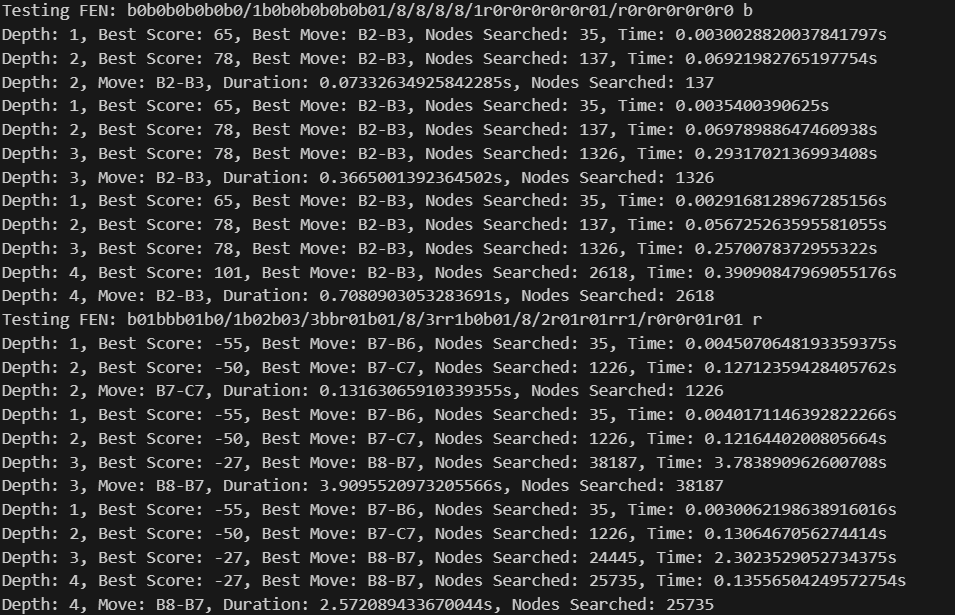 Testing FEN: b0b0b0b0b0b0/1b0b0b0b0b0b01/8/8/8/8/1r0r0r0r0r0r01/r0r0r0r0r0r0 b
Depth: 1, Best Score: 65, Best Move: B2-B3, Nodes Searched: 35, Time: 0.0030028820037841797s
Depth: 2, Best Score: 78, Best Move: B2-B3, Nodes Searched: 137, Time: 0.06921982765197754s
Depth: 2, Move: B2-B3, Duration: 0.07332634925842285s, Nodes Searched: 137
Depth: 1, Best Score: 65, Best Move: B2-B3, Nodes Searched: 35, Time: 0.0035400390625s
Depth: 2, Best Score: 78, Best Move: B2-B3, Nodes Searched: 137, Time: 0.06978988647460938s
Depth: 3, Best Score: 78, Best Move: B2-B3, Nodes Searched: 1326, Time: 0.2931702136993408s
Depth: 3, Move: B2-B3, Duration: 0.3665001392364502s, Nodes Searched: 1326
Depth: 1, Best Score: 65, Best Move: B2-B3, Nodes Searched: 35, Time: 0.0029168128967285156s
Depth: 2, Best Score: 78, Best Move: B2-B3, Nodes Searched: 137, Time: 0.056725263595581055s
Depth: 3, Best Score: 78, Best Move: B2-B3, Nodes Searched: 1326, Time: 0.2570078372955322s
Depth: 4, Best Score: 101, Best Move: B2-B3, Nodes Searched: 2618, Time: 0.39090847969055176s
Depth: 4, Move: B2-B3, Duration: 0.7080903053283691s, Nodes Searched: 2618
Testing FEN: b01bbb01b0/1b02b03/3bbr01b01/8/3rr1b0b01/8/2r01r01rr1/r0r0r01r01 r
Depth: 1, Best Score: -55, Best Move: B7-B6, Nodes Searched: 35, Time: 0.0045070648193359375s
Depth: 2, Best Score: -50, Best Move: B7-C7, Nodes Searched: 1226, Time: 0.12712359428405762s
Depth: 2, Move: B7-C7, Duration: 0.13163065910339355s, Nodes Searched: 1226
Depth: 1, Best Score: -55, Best Move: B7-B6, Nodes Searched: 35, Time: 0.0040171146392822266s
Depth: 2, Best Score: -50, Best Move: B7-C7, Nodes Searched: 1226, Time: 0.1216440200805664s
Depth: 3, Best Score: -27, Best Move: B8-B7, Nodes Searched: 38187, Time: 3.783890962600708s
Depth: 3, Move: B8-B7, Duration: 3.9095520973205566s, Nodes Searched: 38187
Depth: 1, Best Score: -55, Best Move: B7-B6, Nodes Searched: 35, Time: 0.0030062198638916016s
Depth: 2, Best Score: -50, Best Move: B7-C7, Nodes Searched: 1226, Time: 0.1306467056274414s
Depth: 3, Best Score: -27, Best Move: B8-B7, Nodes Searched: 24445, Time: 2.3023529052734375s
Depth: 4, Best Score: -27, Best Move: B8-B7, Nodes Searched: 25735, Time: 0.13556504249572754s
Depth: 4, Move: B8-B7, Duration: 2.572089433670044s, Nodes Searched: 25735